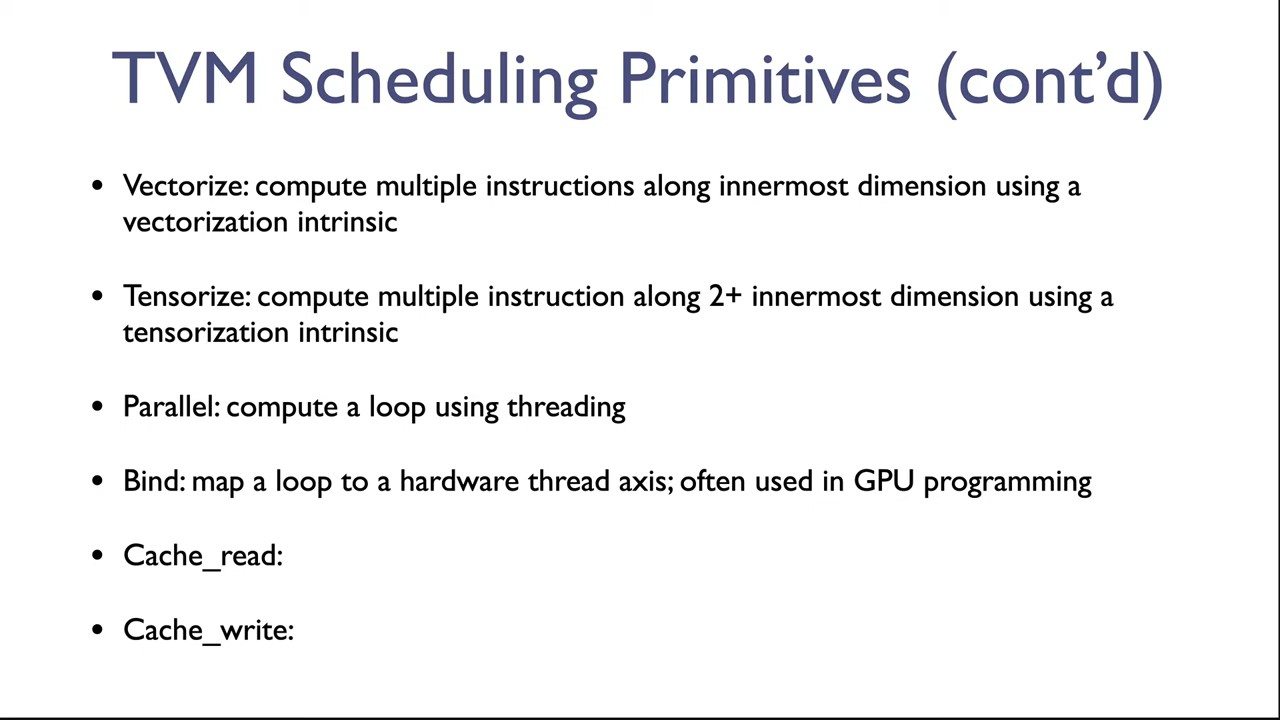 TVM Scheduling Primitives (cont’d)
• Vectorize: compute multiple instructions along innermost dimension using a
vectorization intrinsic
• Tensorize: compute multiple instruction along 2+ innermost dimension using a
tensorization intrinsic
• Parallel: compute a loop using threading
• Bind: map a loop to a hardware thread axis; often used in GPU programming
• Cache_read:
• Cache_write: